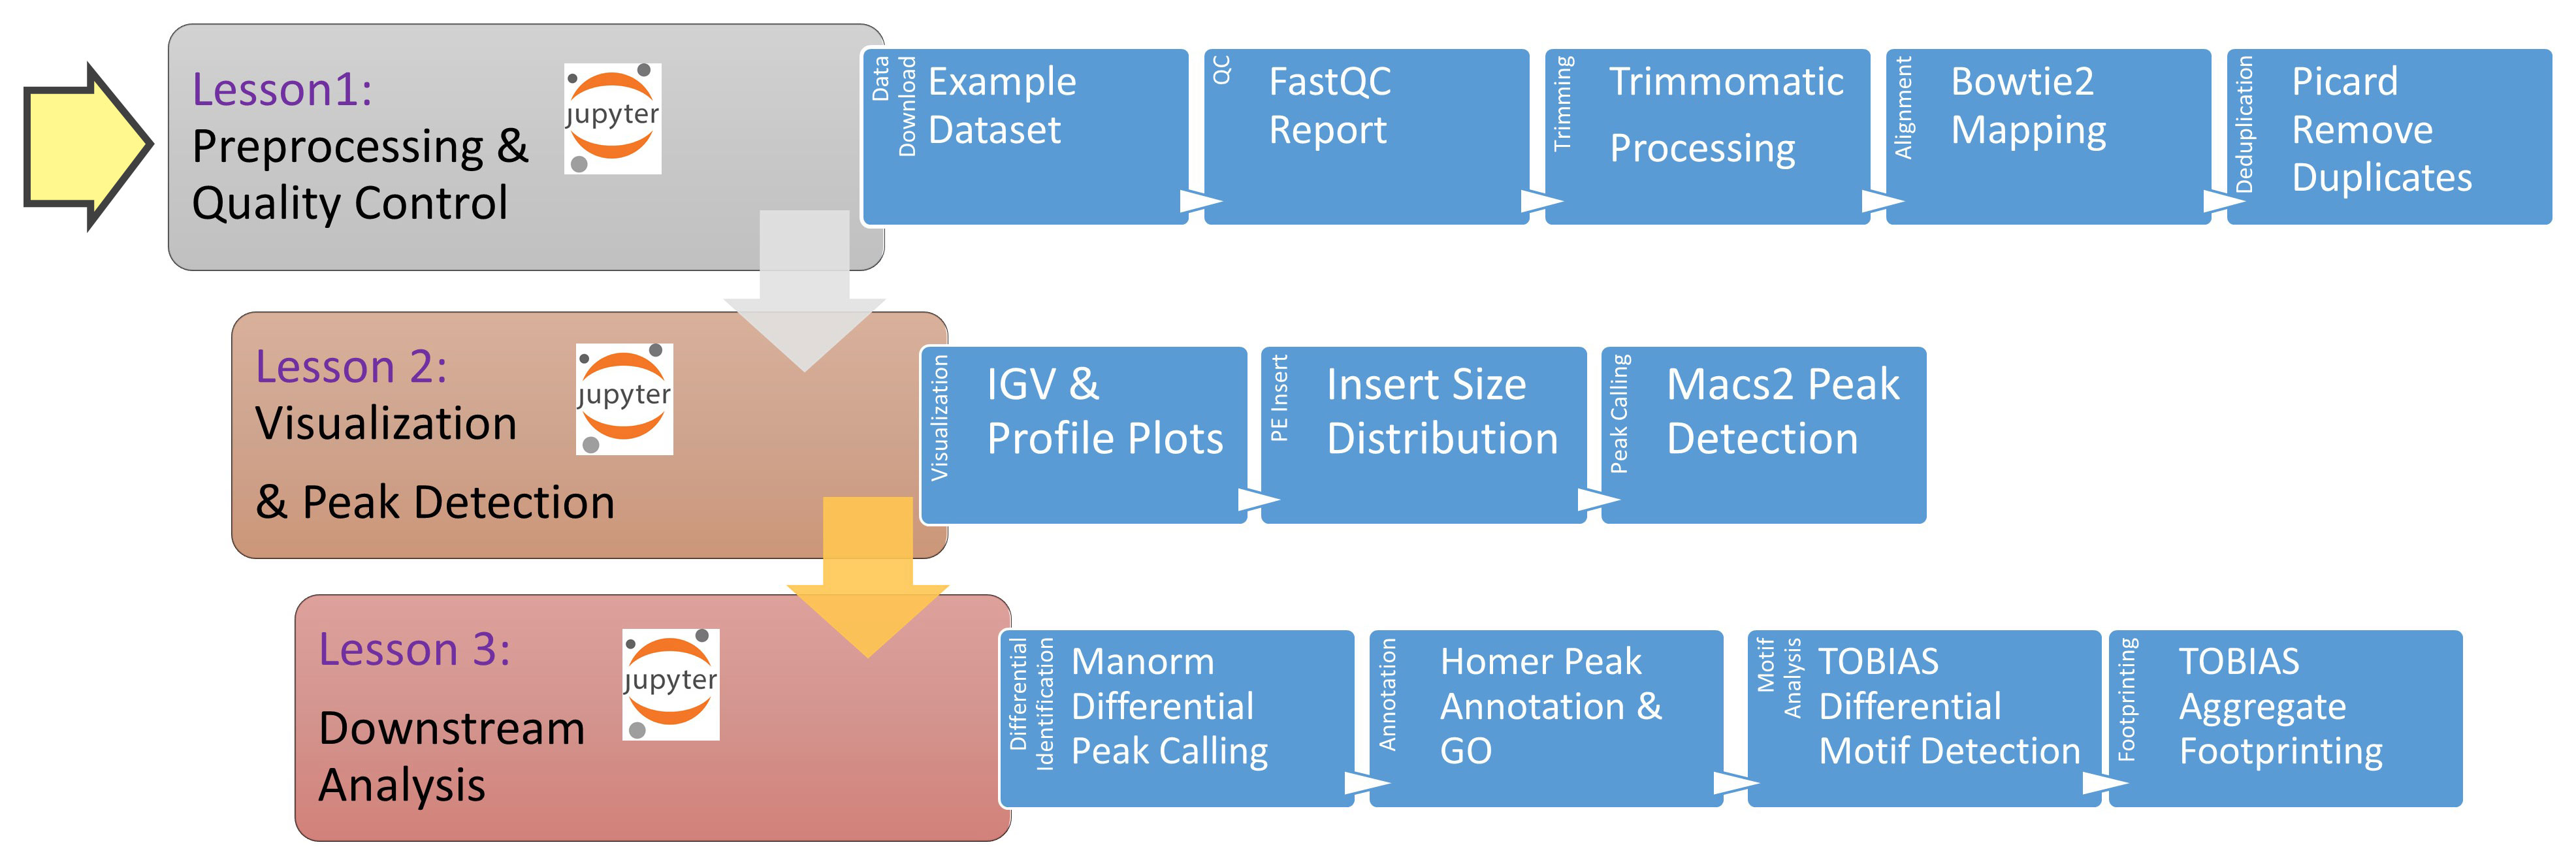 Lesson1:
Preprocessing &
Quality Control
jupyter
Data
Download
Example
Dataset
QC
FastQC
Report
Trimming
Trimmomatic
Processing
Alignment
Bowtie2
Mapping
Deduplication
Picard
Remove
Duplicates
Lesson 2:
Visualization
& Peak Detection
jupyter
Visualization
IGV &
Profile Plots
PE Insert
Insert Size
Distribution
Peak Calling
Macs2 Peak
Detection
Lesson 3:
Downstream
Analysis
jupyter
Differential
Identification
Manorm
Differential
Peak Calling
Annotation
Homer Peak
Annotation &
GO
Motif
Analysis
TOBIAS
Differential
Motif Detection
Footprinting
TOBIAS
Aggregate
Footprinting